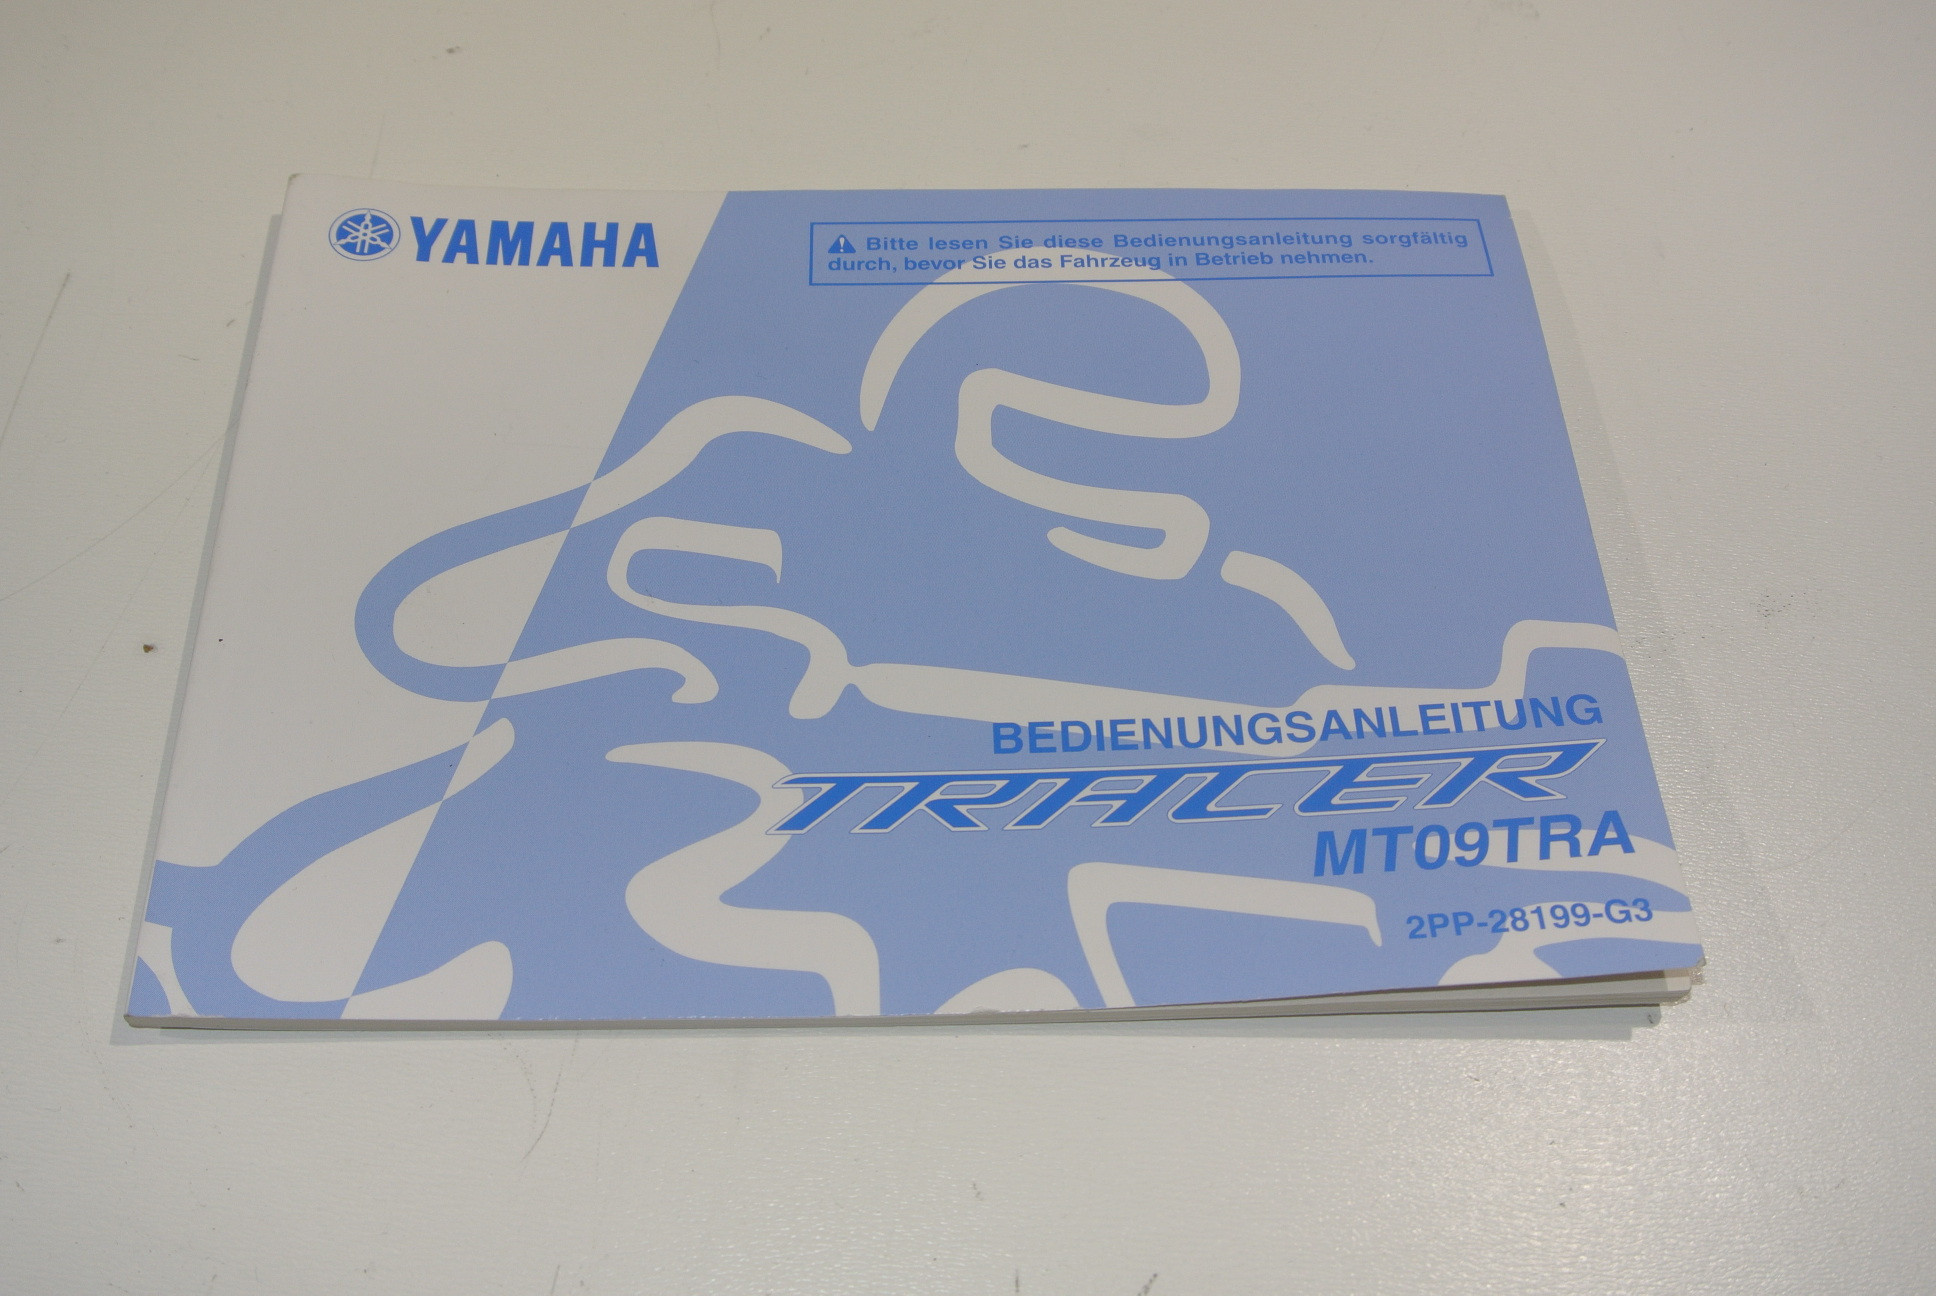 YAMAHA
⚠ Bitte lesen Sie diese Bedienungsanleitung sorgfältig
durch, bevor Sie das Fahrzeug in Betrieb nehmen.
BEDIENUNGSANLEITUNG
TRACER
MT09TRA
2PP-28199-G3